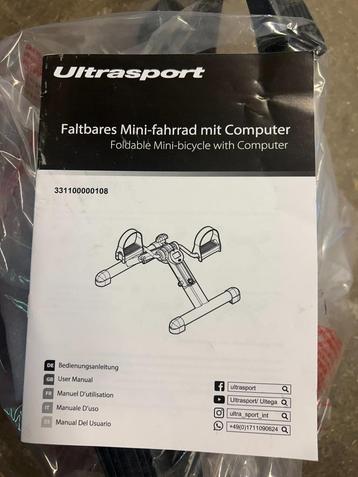 Ultrasport
Faltbares Mini-fahrrad mit Computer
Foldable Mini-bicycle with Computer
331100000108
DE Bedienungsanleitung
GB User Manual
FR Manuel D'utilisation
IT Manuale D'uso
ES Manual Del Usuario
ultrasport
Ultrasport/ Ultega
ultra_sport_int
+49(0)1711090624